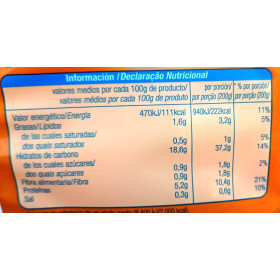 Información / Declaração Nutricional
valores medios por cada 100g de producto/ por porción/ * % por porción/
valores médios por cada 100g de produto por porção (200g) por porção (200g)
Valor energético/Energia 470kJ/111kcal 940kJ/222kcal 11%
Grasas/Lípidos 1,6g 3,2g 5%
de las cuales saturadas/
dos quais saturados 0,5g 1g 5%
Hidratos de carbono 18,6g 37,2g 14%
de los cuales azúcares/
dos quais açúcares 0,9g 1,8g 2%
Fibra alimentaria/Fibra 0,9g 1,8g
Proteínas 5,2g 10,4g 21%
Sal 0,3g 0,6g 10%